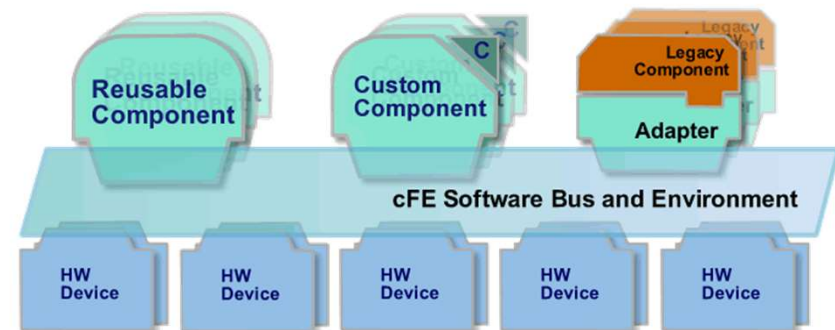 Reusable
Component
C
Custom
Component
Legacy
Component
Adapter
cFE Software Bus and Environment
HW
Device
HW
Device
HW
Device
HW
Device
HW
Device